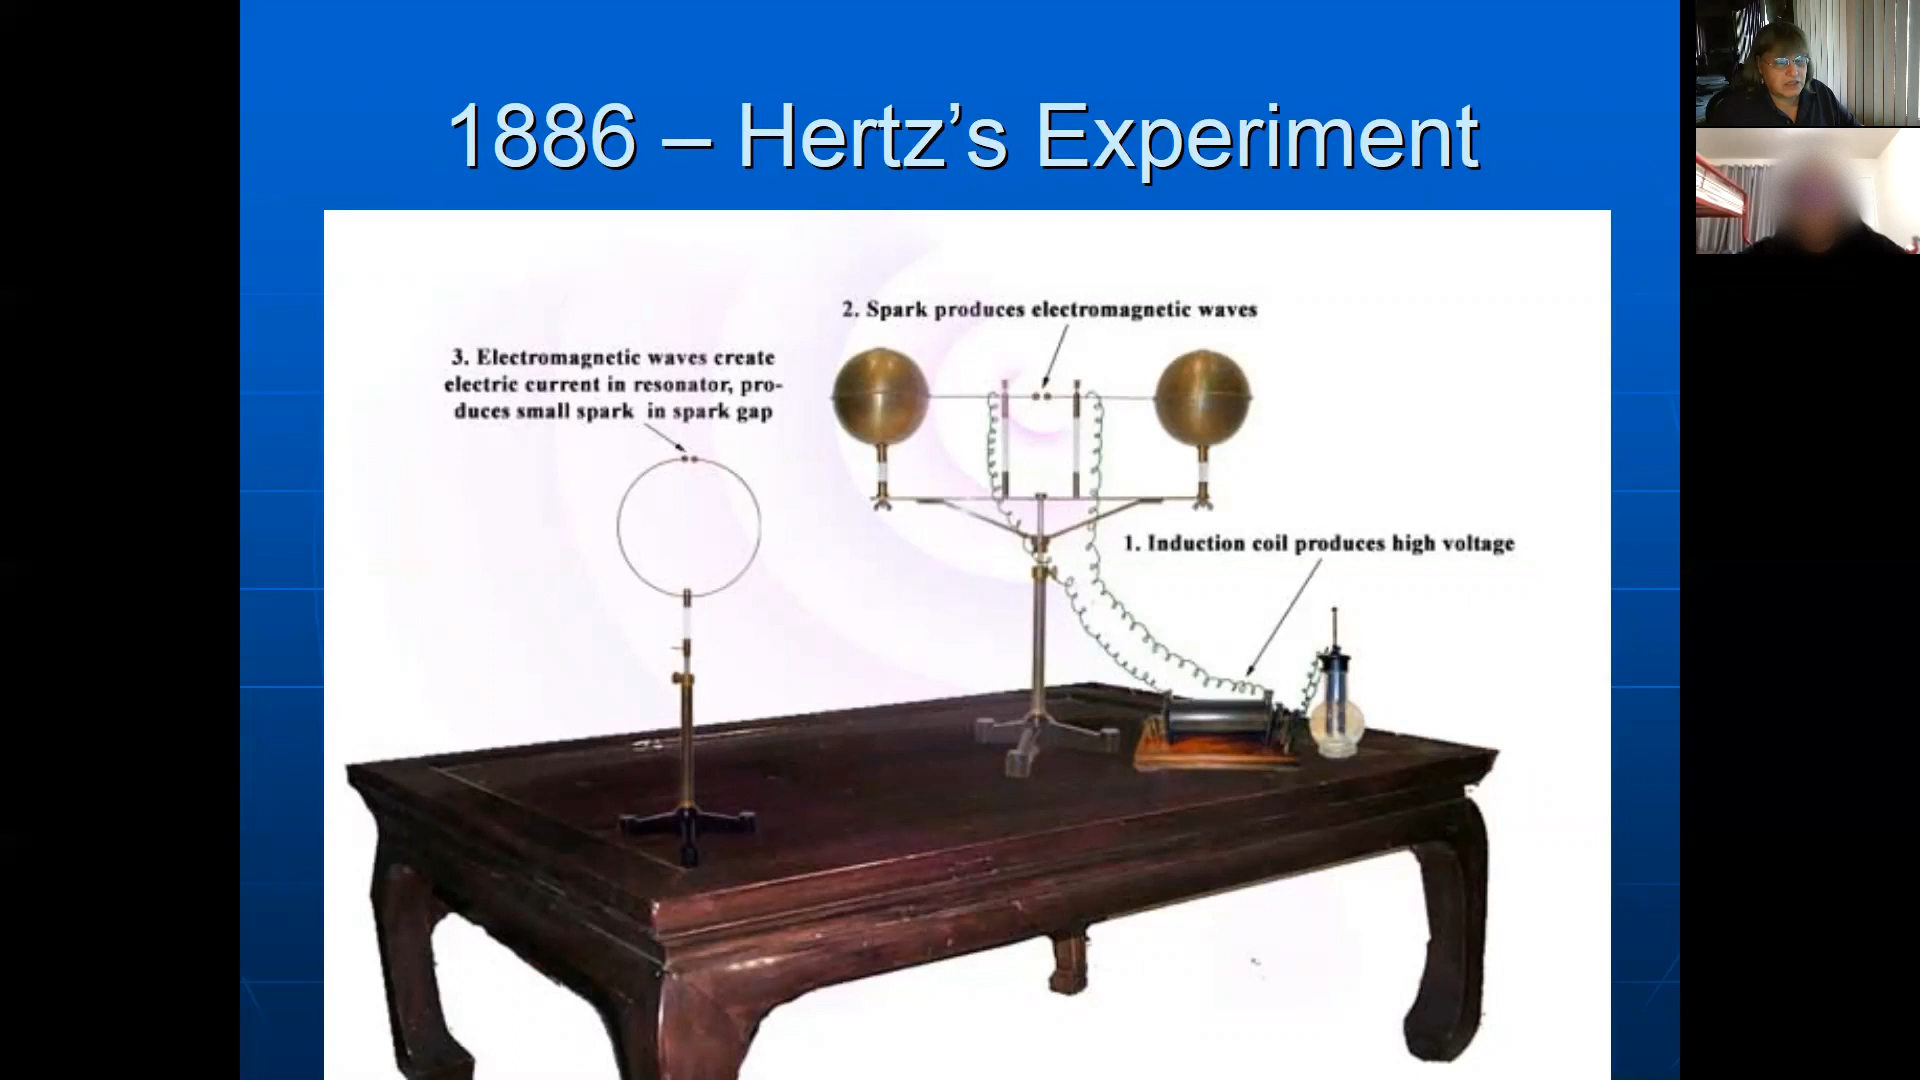 1886 – Hertz’s Experiment
2. Spark produces electromagnetic waves
3. Electromagnetic waves create
electric current in resonator, pro-
duces small spark in spark gap
1. Induction coil produces high voltage